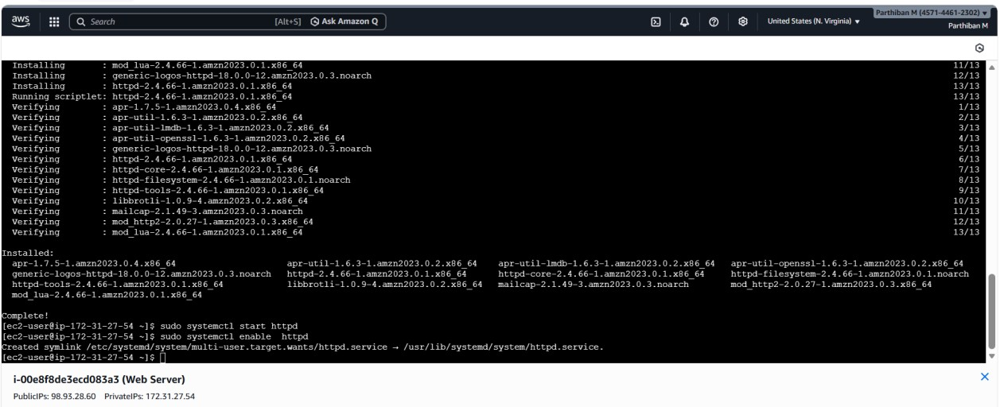 aws Search [Alt+S] Ask Amazon Q United States (N. Virginia) Parthiban M (4571-4461-2302)
Parthiban M
Installing : mod_lua-2.4.66-1.amzn2023.0.1.x86_64 11/13
Installing : generic-logos-httpd-18.0.0-12.amzn2023.0.3.noarch 12/13
Installing : httpd-2.4.66-1.amzn2023.0.1.x86_64 13/13
Running scriptlet: httpd-2.4.66-1.amzn2023.0.1.x86_64 13/13
Verifying : apr-1.7.5-1.amzn2023.0.4.x86_64 1/13
Verifying : apr-util-1.6.3-1.amzn2023.0.2.x86_64 2/13
Verifying : apr-util-lmdb-1.6.3-1.amzn2023.0.2.x86_64 3/13
Verifying : apr-util-openssl-1.6.3-1.amzn2023.0.2.x86_64 4/13
Verifying : generic-logos-httpd-18.0.0-12.amzn2023.0.3.noarch 5/13
Verifying : httpd-2.4.66-1.amzn2023.0.1.x86_64 6/13
Verifying : httpd-core-2.4.66-1.amzn2023.0.1.x86_64 7/13
Verifying : httpd-filesystem-2.4.66-1.amzn2023.0.1.noarch 8/13
Verifying : httpd-tools-2.4.66-1.amzn2023.0.1.x86_64 9/13
Verifying : libbrotli-1.0.9-4.amzn2023.0.2.x86_64 10/13
Verifying : mailcap-2.1.49-3.amzn2023.0.3.noarch 11/13
Verifying : mod_http2-2.0.27-1.amzn2023.0.3.x86_64 12/13
Verifying : mod_lua-2.4.66-1.amzn2023.0.1.x86_64 13/13
Installed:
apr-1.7.5-1.amzn2023.0.4.x86_64 apr-util-1.6.3-1.amzn2023.0.2.x86_64 apr-util-lmdb-1.6.3-1.amzn2023.0.2.x86_64 apr-util-openssl-1.6.3-1.amzn2023.0.2.x86_64
generic-logos-httpd-18.0.0-12.amzn2023.0.3.noarch httpd-2.4.66-1.amzn2023.0.1.x86_64 httpd-core-2.4.66-1.amzn2023.0.1.x86_64 httpd-filesystem-2.4.66-1.amzn2023.0.1.noarch
httpd-tools-2.4.66-1.amzn2023.0.1.x86_64 libbrotli-1.0.9-4.amzn2023.0.2.x86_64 mailcap-2.1.49-3.amzn2023.0.3.noarch mod_http2-2.0.27-1.amzn2023.0.3.x86_64
mod_lua-2.4.66-1.amzn2023.0.1.x86_64
Complete!
[ec2-user@ip-172-31-27-54 ~]$ sudo systemctl start httpd
[ec2-user@ip-172-31-27-54 ~]$ sudo systemctl enable  httpd
Created symlink /etc/systemd/system/multi-user.target.wants/httpd.service → /usr/lib/systemd/system/httpd.service.
[ec2-user@ip-172-31-27-54 ~]$
i-00e8f8de3ecd083a3 (Web Server)
PublicIPs: 98.93.28.60 PrivateIPs: 172.31.27.54